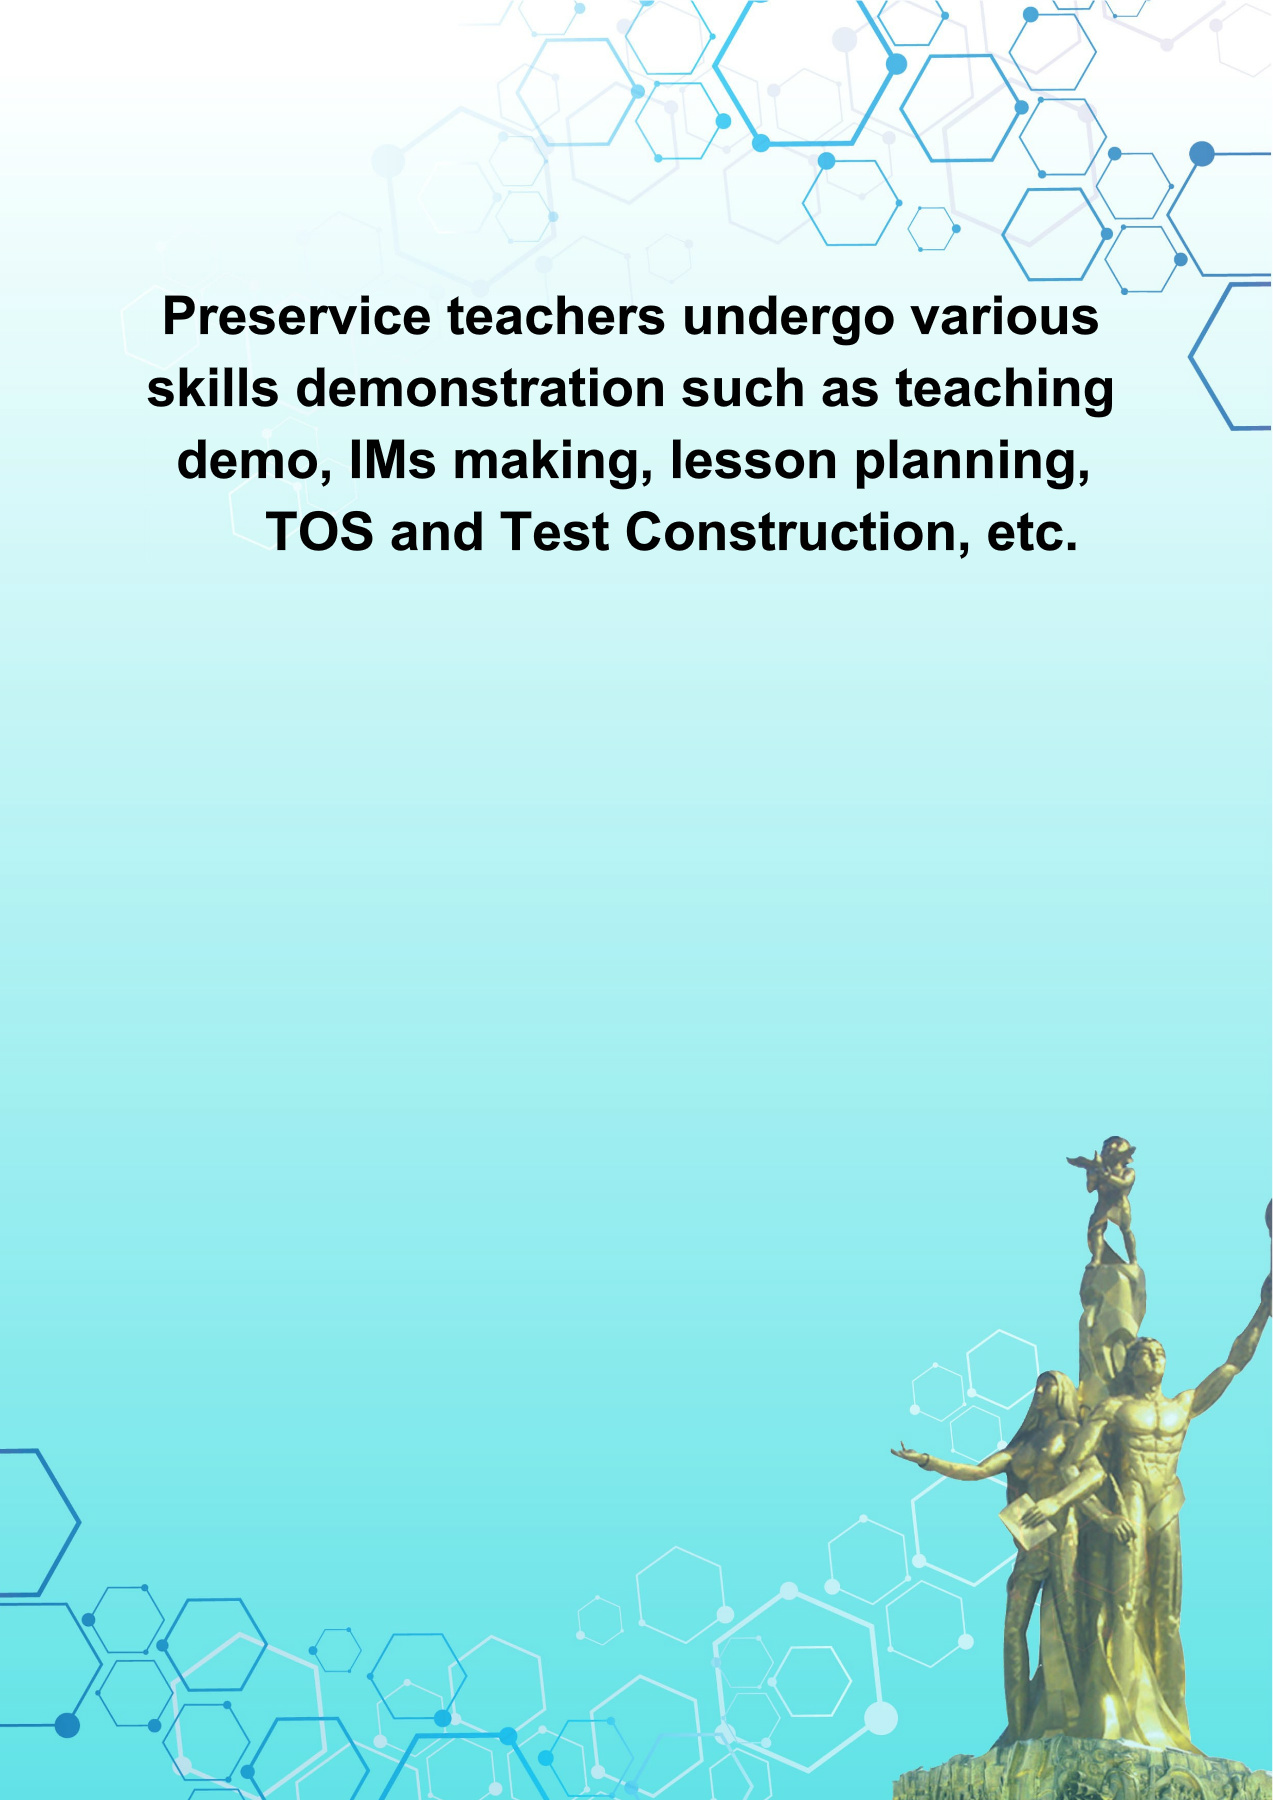 Preservice teachers undergo various
skills demonstration such as teaching
demo, IMs making, lesson planning,
TOS and Test Construction, etc.